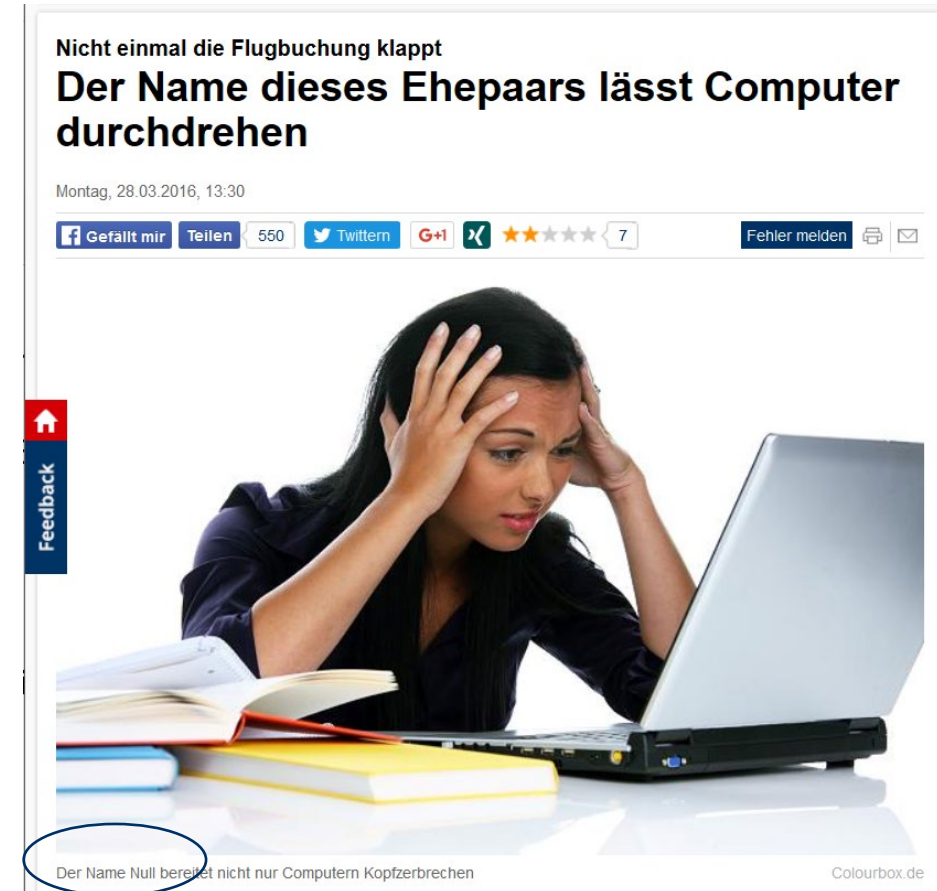 Nicht einmal die Flugbuchung klappt
Der Name dieses Ehepaars lässt Computer
durchdrehen
Montag, 28.03.2016, 13:30
Gefällt mir Teilen 550 Twittern G+1 7 Fehler melden
Feedback
Der Name Null bereitet nicht nur Computern Kopfzerbrechen Colourbox.de